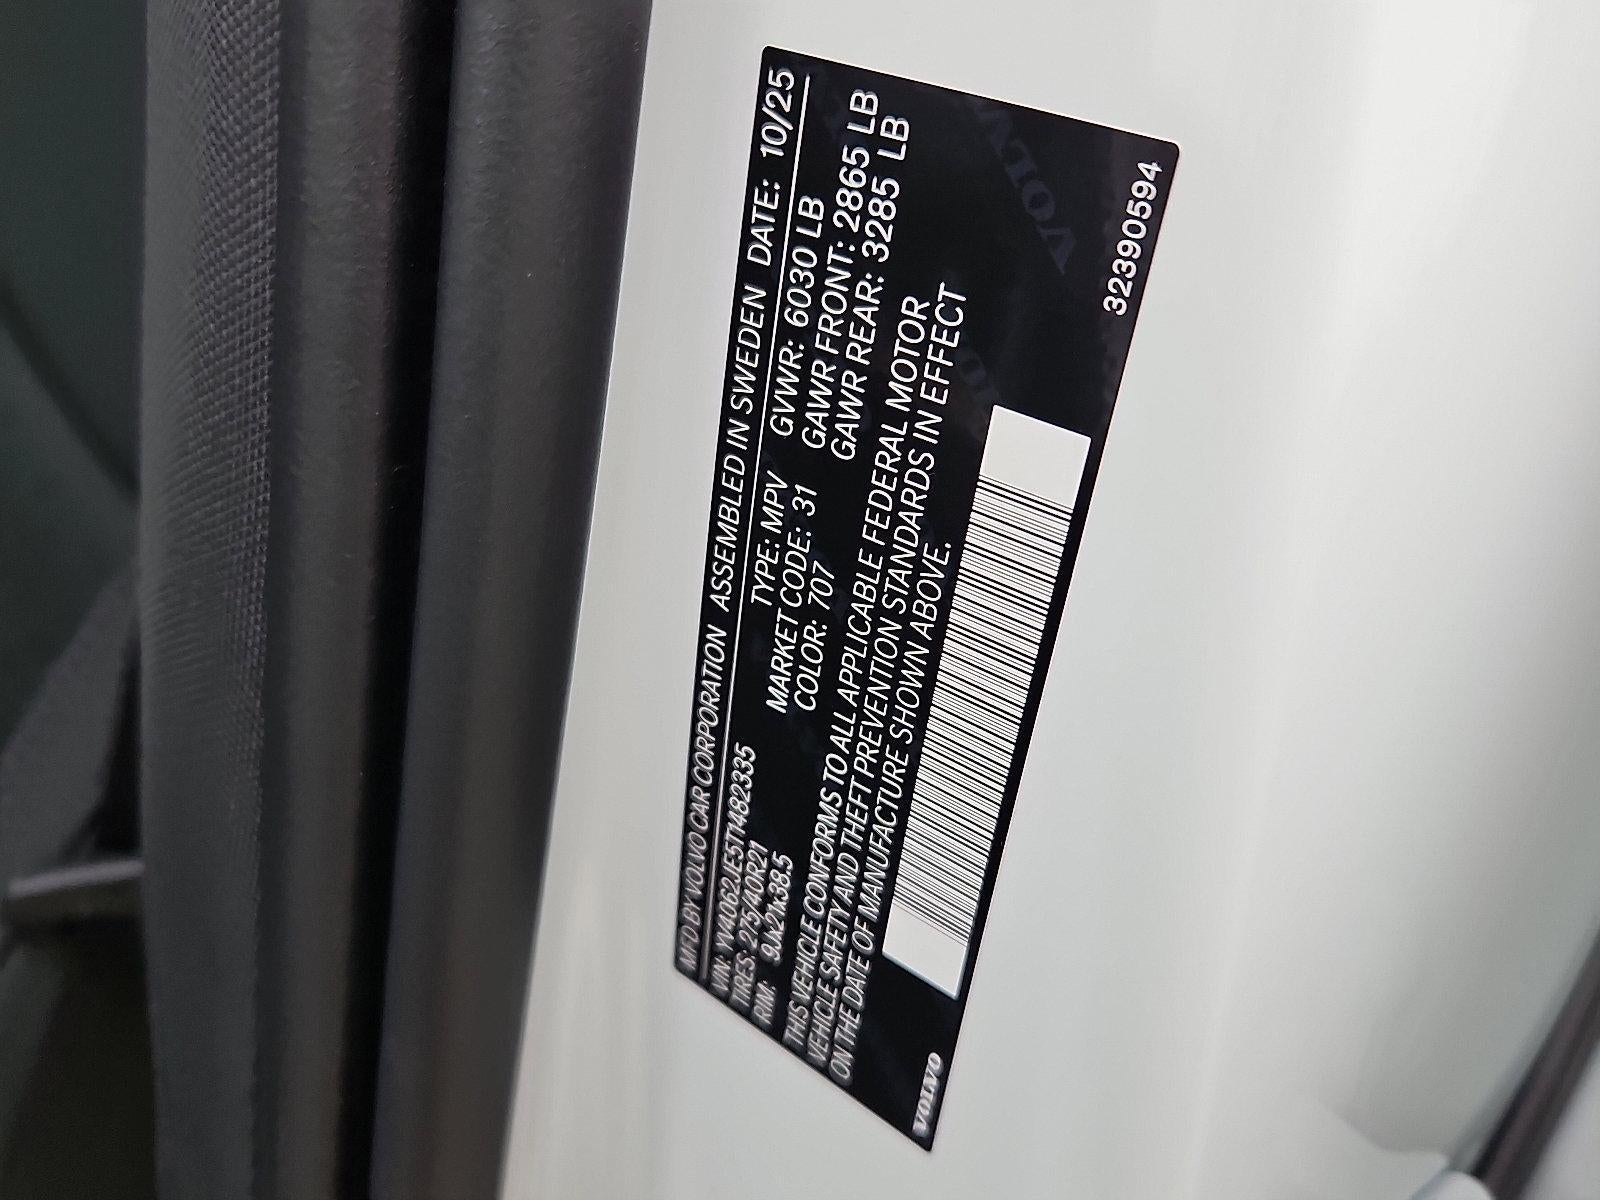 MFD BY VOLVO CAR CORPORATION ASSEMBLED IN SWEDEN DATE: 10/25
VIN: YV4062JE5T1482335 TYPE: MPV GVWR: 6030 LB
TIRES: 275/40R21 MARKET CODE: 31 GAWR FRONT: 2865 LB
RIM: 9Jx21x38.5 COLOR: 707 GAWR REAR: 3285 LB
THIS VEHICLE CONFORMS TO ALL APPLICABLE FEDERAL MOTOR
VEHICLE SAFETY AND THEFT PREVENTION STANDARDS IN EFFECT
ON THE DATE OF MANUFACTURE SHOWN ABOVE.
VOLVO 32390594